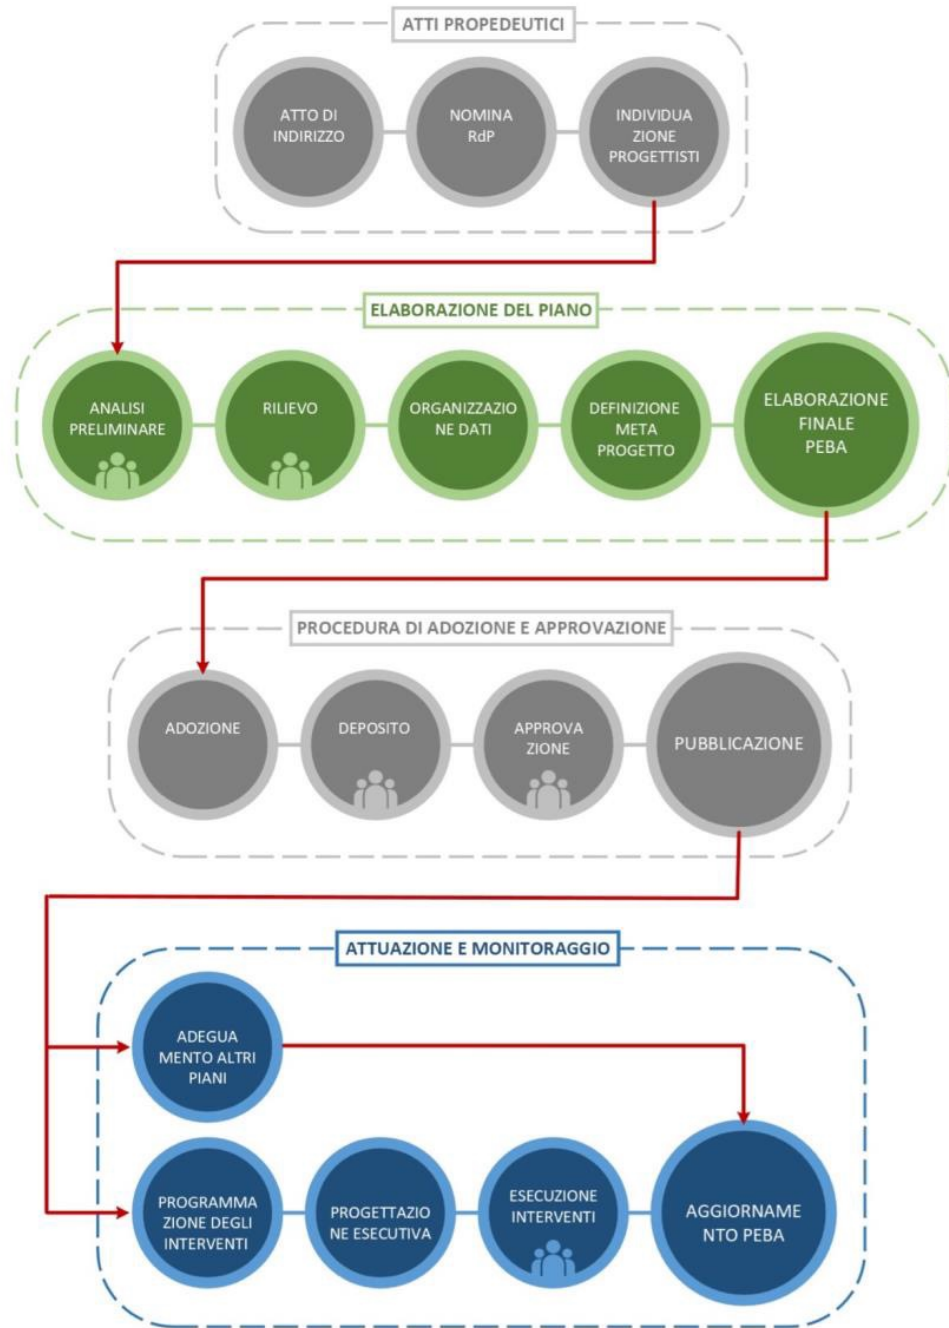 ATTI PROPEDEUTICI
ATTO DI
INDIRIZZO
NOMINA
RdP
INDIVIDUA
ZIONE
PROGETTISTI
ELABORAZIONE DEL PIANO
ANALISI
PRELIMINARE
RILIEVO
ORGANIZZAZIO
NE DATI
DEFINIZIONE
META
PROGETTO
ELABORAZIONE
FINALE
PEBA
PROCEDURA DI ADOZIONE E APPROVAZIONE
ADOZIONE
DEPOSITO
APPROVA
ZIONE
PUBBLICAZIONE
ATTUAZIONE E MONITORAGGIO
ADEGUA
MENTO ALTRI
PIANI
PROGRAMMA
ZIONE DEGLI
INTERVENTI
PROGETTAZIO
NE ESECUTIVA
ESECUZIONE
INTERVENTI
AGGIORNAME
NTO PEBA